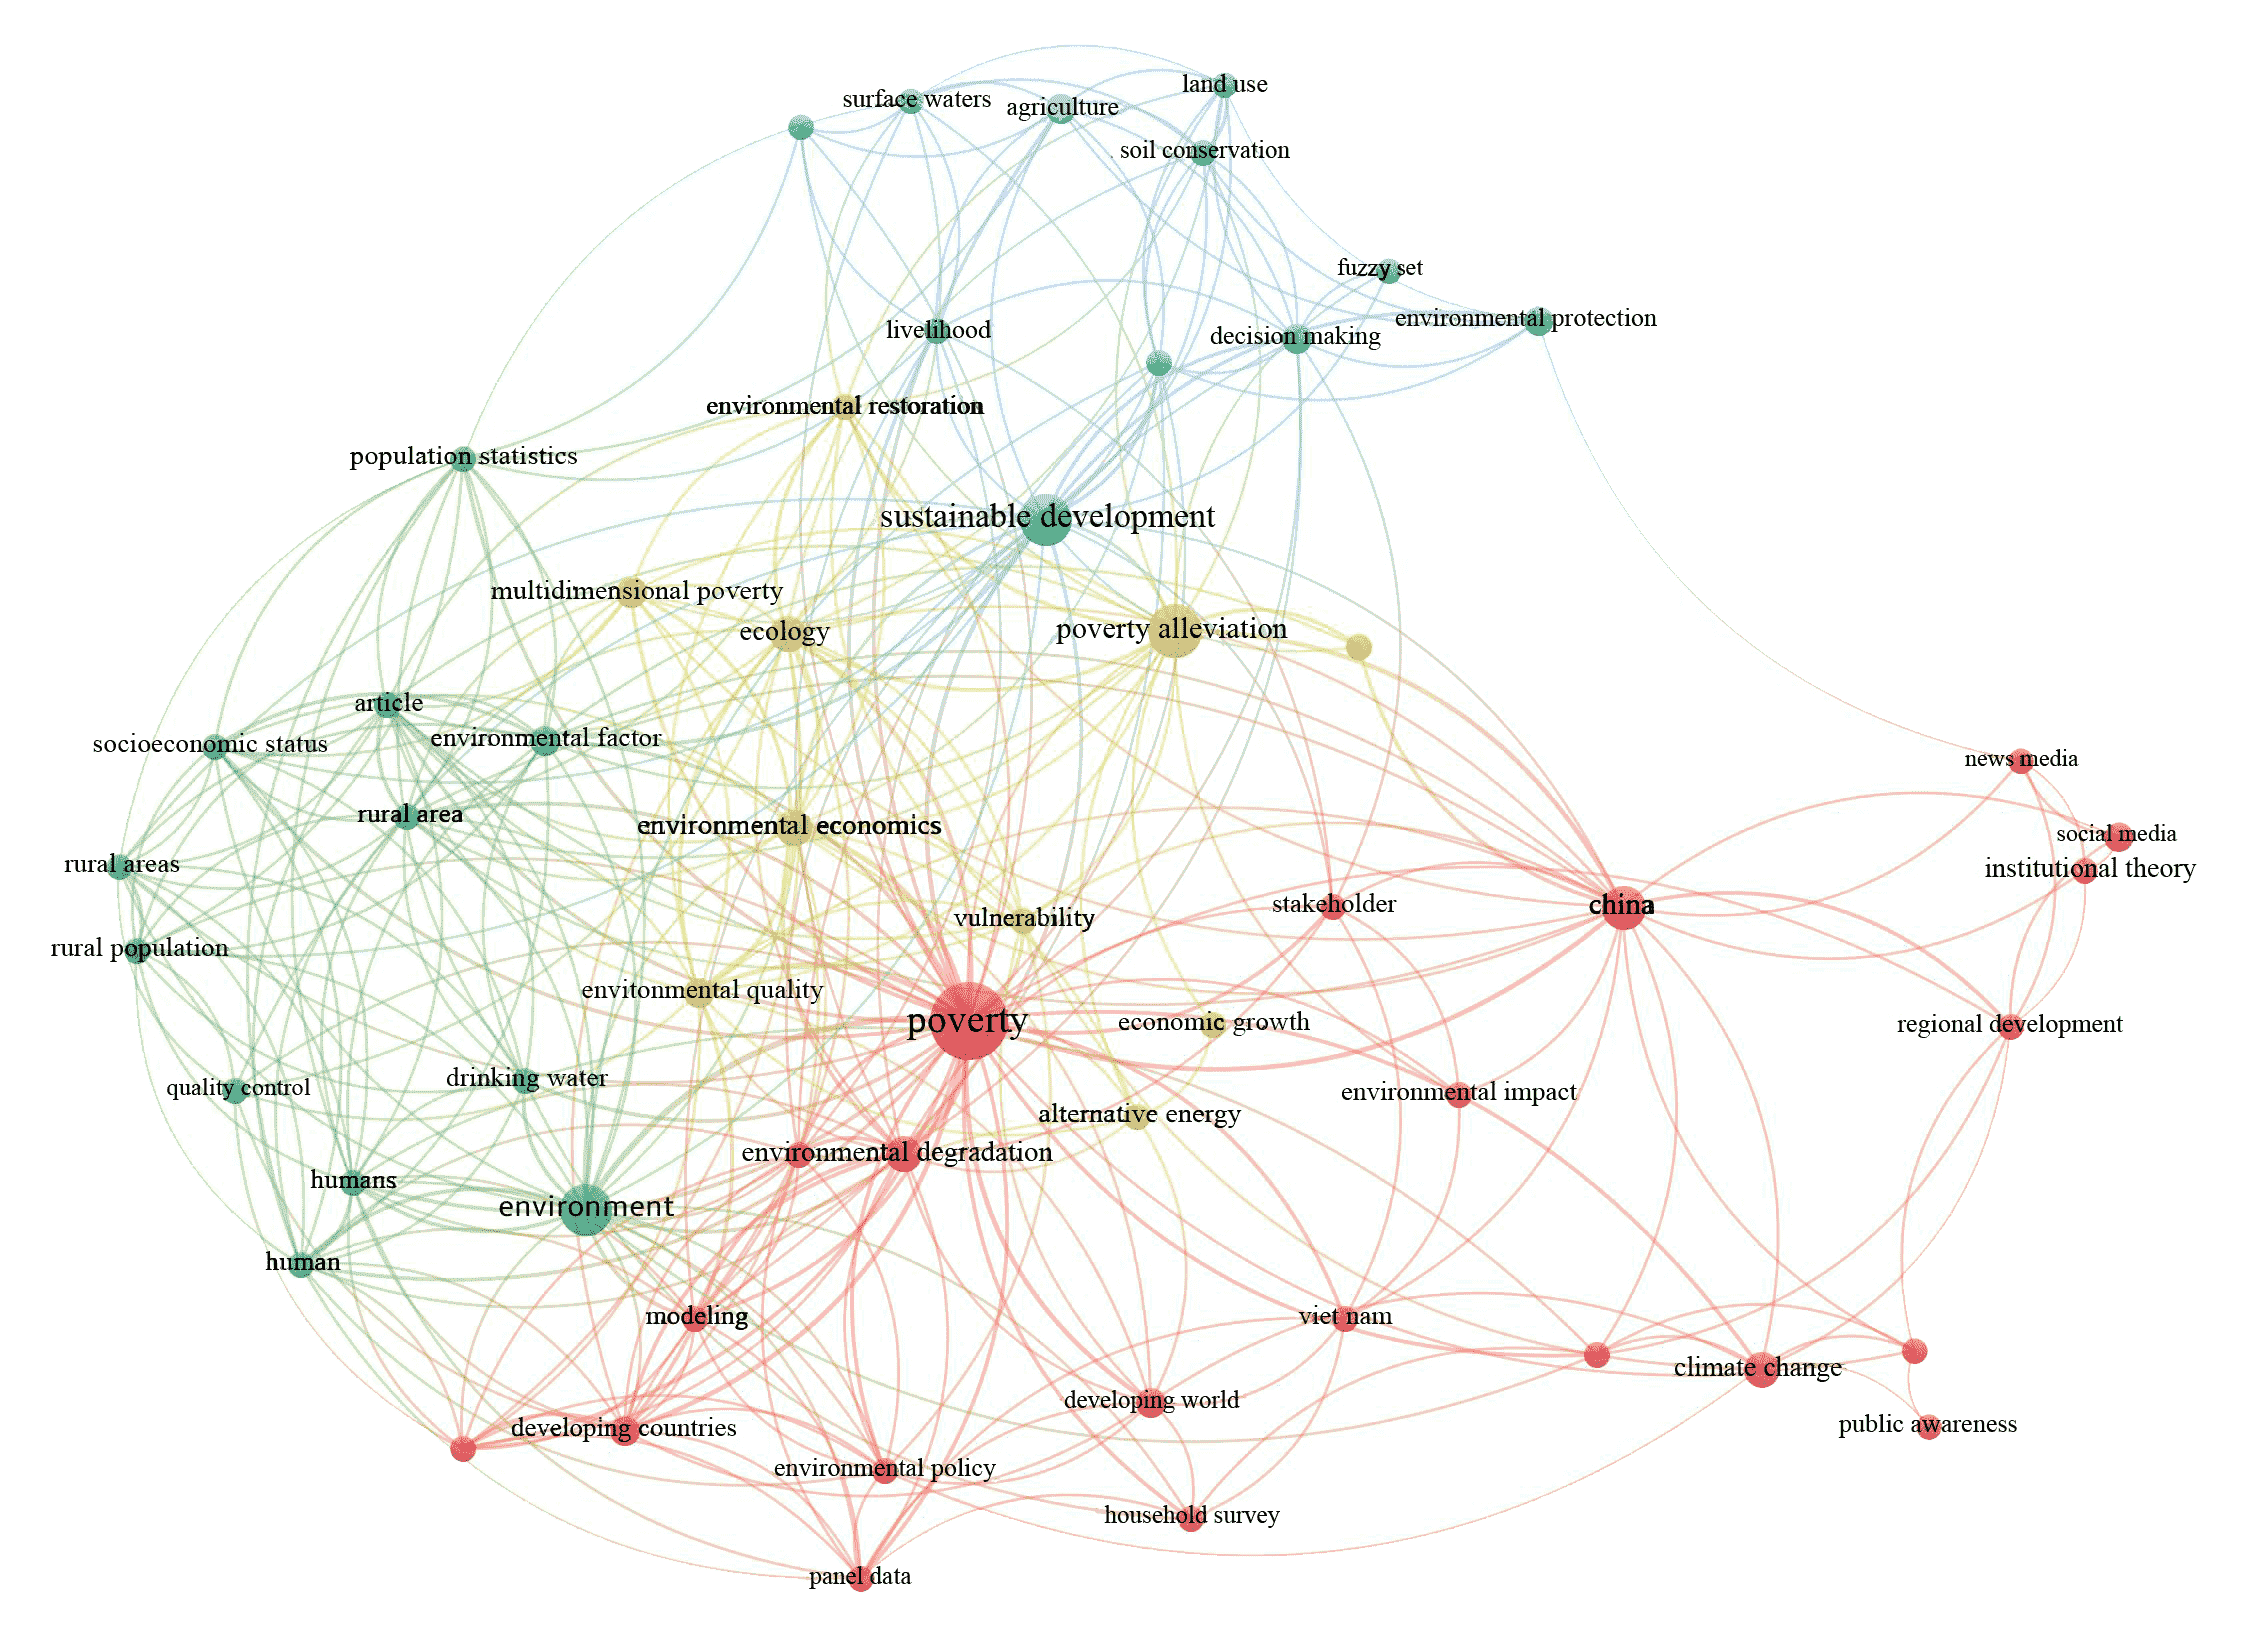 land use
surface waters
agriculture
soil conservation
fuzzy set
environmental protection
livelihood
decision making
environmental restoration
population statistics
sustainable development
multidimensional poverty
ecology
poverty alleviation
article
socioeconomic status
environmental factor
news media
rural area
environmental economics
social media
rural areas
institutional theory
stakeholder
china
vulnerability
rural population
envitonmental quality
poverty
economic growth
regional development
quality control
drinking water
environmental impact
alternative energy
environmental degradation
humans
environment
human
modeling
viet nam
climate change
developing world
public awareness
developing countries
environmental policy
household survey
panel data